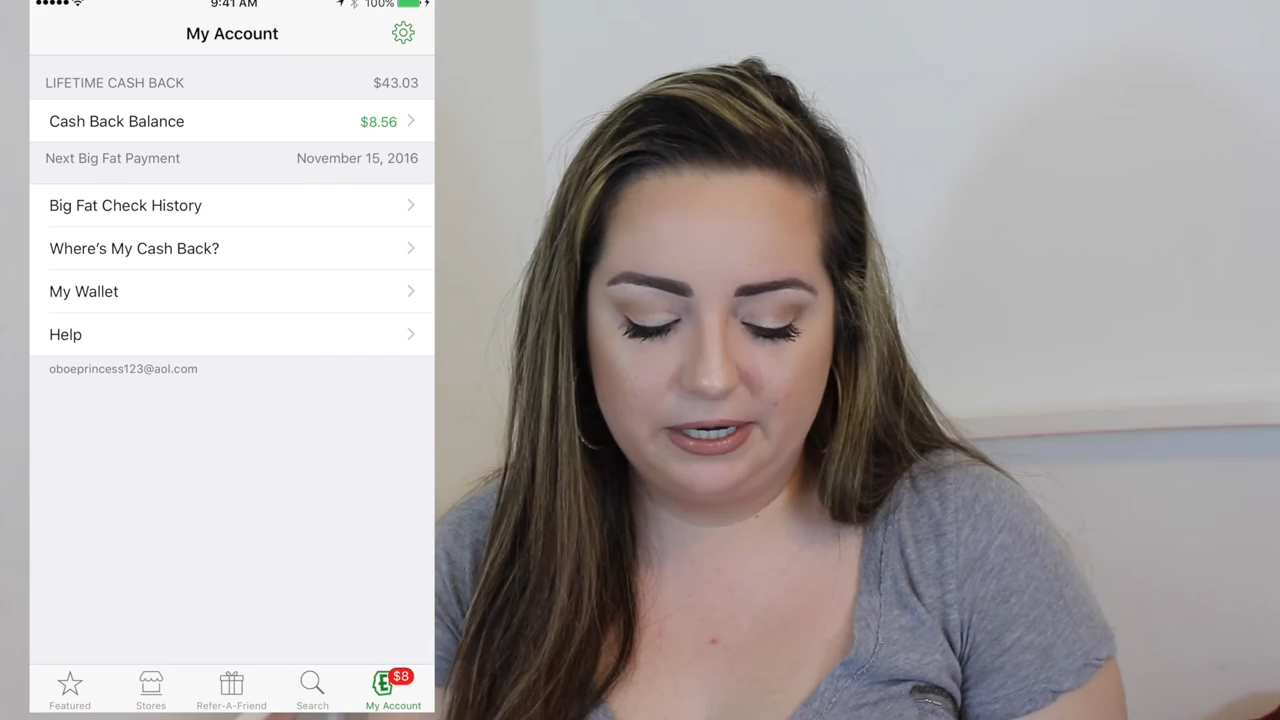 9:41 AM 100%
My Account
LIFETIME CASH BACK $43.03
Cash Back Balance $8.56
Next Big Fat Payment November 15, 2016
Big Fat Check History
Where's My Cash Back?
My Wallet
Help
oboeprincess123@aol.com
$8
Featured Stores Refer-A-Friend Search My Account